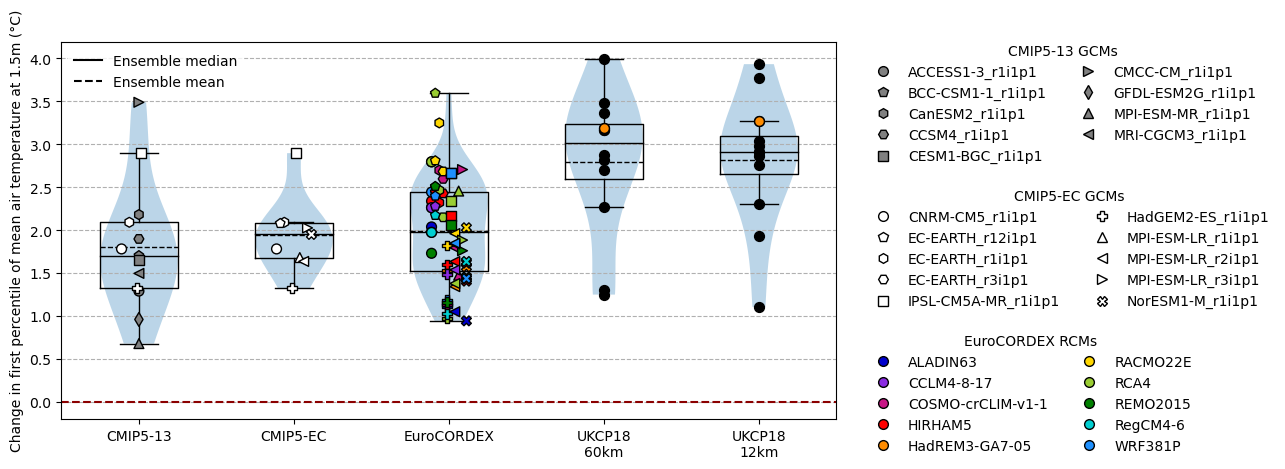 Change in first percentile of mean air temperature at 1.5m (°C)
4.0
3.5
3.0
2.5
2.0
1.5
1.0
0.5
0.0
Ensemble median
Ensemble mean
CMIP5-13
CMIP5-EC
EuroCORDEX
UKCP18
60km
UKCP18
12km
CMIP5-13 GCMs
ACCESS1-3_r1i1p1
BCC-CSM1-1_r1i1p1
CanESM2_r1i1p1
CCSM4_r1i1p1
CESM1-BGC_r1i1p1
CMCC-CM_r1i1p1
GFDL-ESM2G_r1i1p1
MPI-ESM-MR_r1i1p1
MRI-CGCM3_r1i1p1
CMIP5-EC GCMs
CNRM-CM5_r1i1p1
EC-EARTH_r12i1p1
EC-EARTH_r1i1p1
EC-EARTH_r3i1p1
IPSL-CM5A-MR_r1i1p1
HadGEM2-ES_r1i1p1
MPI-ESM-LR_r1i1p1
MPI-ESM-LR_r2i1p1
MPI-ESM-LR_r3i1p1
NorESM1-M_r1i1p1
EuroCORDEX RCMs
ALADIN63
CCLM4-8-17
COSMO-crCLIM-v1-1
HIRHAM5
HadREM3-GA7-05
RACMO22E
RCA4
REMO2015
RegCM4-6
WRF381P